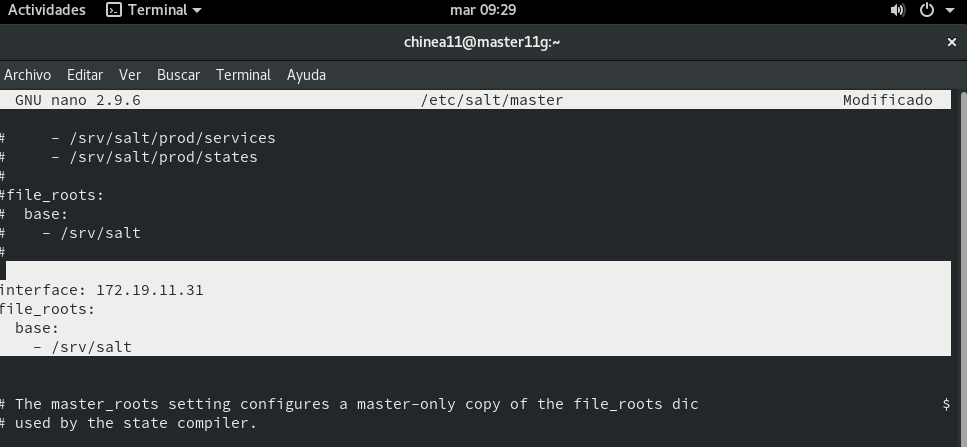 Actividades Terminal mar 09:29
chinea11@master11g:~ ×
Archivo Editar Ver Buscar Terminal Ayuda
GNU nano 2.9.6 /etc/salt/master Modificado
#     - /srv/salt/prod/services
#     - /srv/salt/prod/states
#
#file_roots:
#  base:
#    - /srv/salt
#
interface: 172.19.11.31
file_roots:
  base:
    - /srv/salt
# The master_roots setting configures a master-only copy of the file_roots dic $
# used by the state compiler.